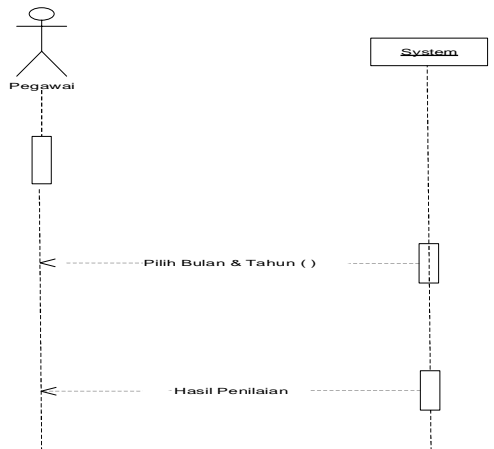 System
Pegawai
Pilih Bulan & Tahun ( )
Hasil Penilaian